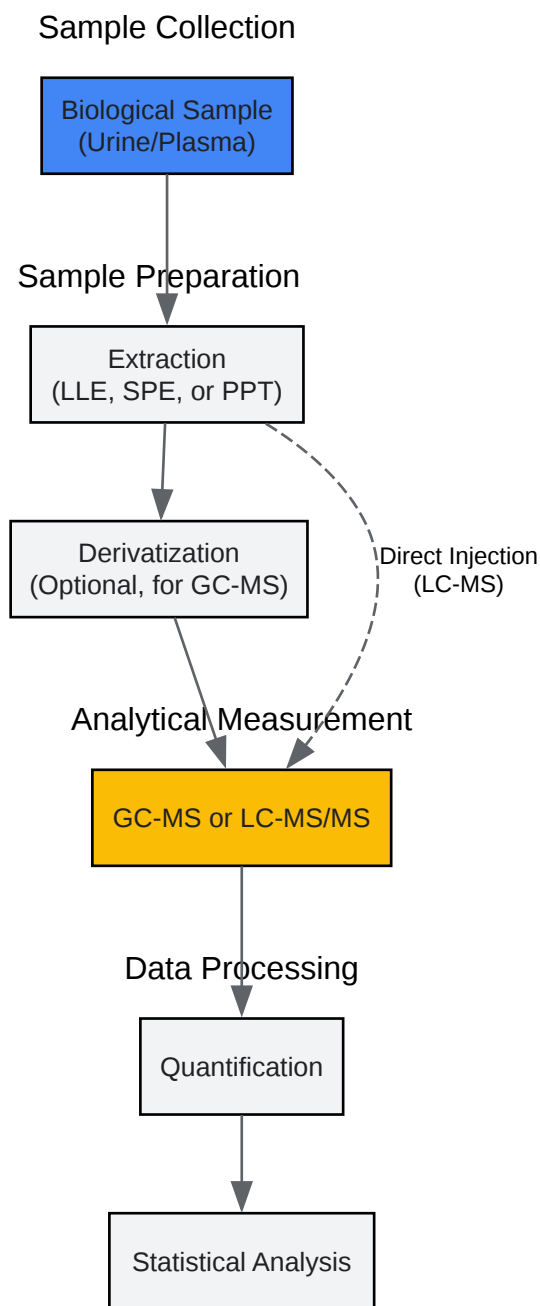 Sample Collection
Biological Sample
(Urine/Plasma)
Sample Preparation
Extraction
(LLE, SPE, or PPT)
Derivatization
(Optional, for GC-MS)
Direct Injection
(LC-MS)
Analytical Measurement
GC-MS or LC-MS/MS
Data Processing
Quantification
Statistical Analysis